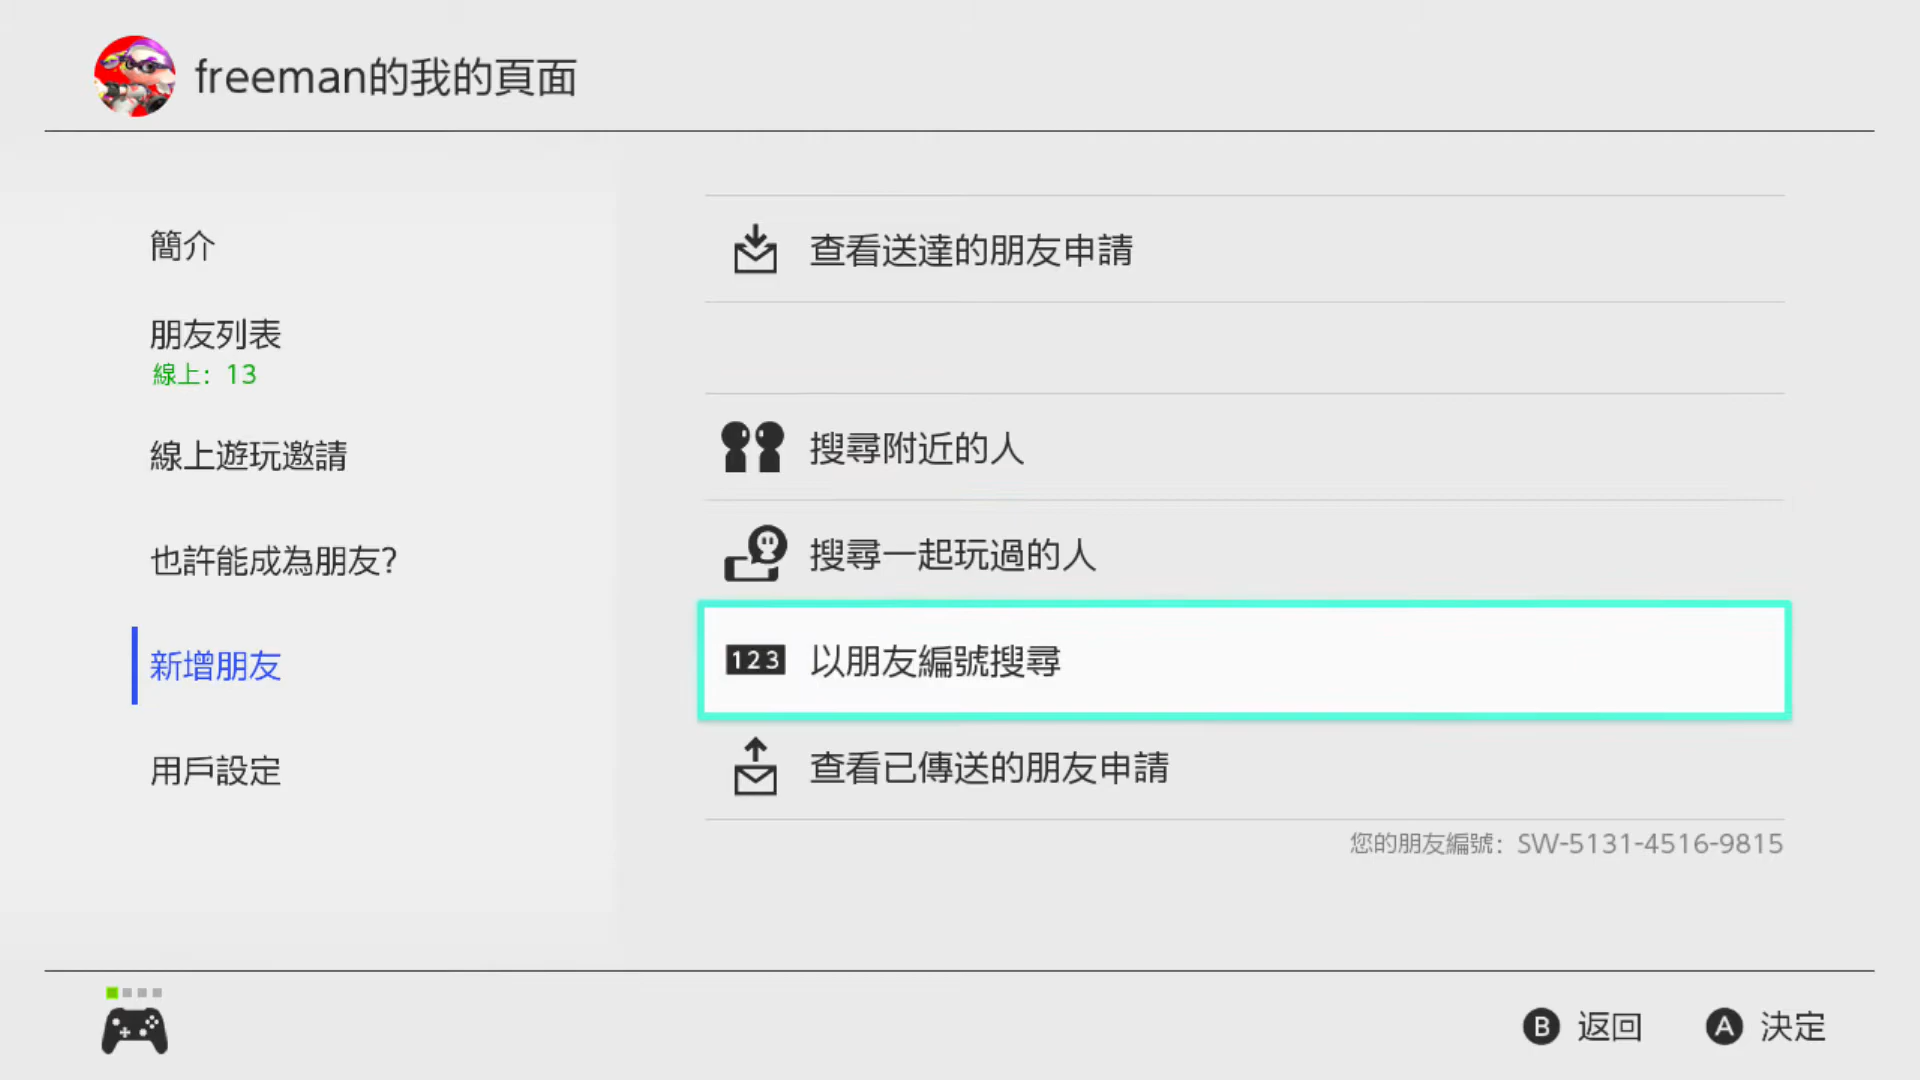 freeman的我的頁面
簡介
朋友列表
線上：13
線上遊玩邀請
也許能成為朋友？
新增朋友
用戶設定
查看送達的朋友申請
搜尋附近的人
搜尋一起玩過的人
123 以朋友編號搜尋
查看已傳送的朋友申請
您的朋友編號：SW-5131-4516-9815
B 返回
A 決定